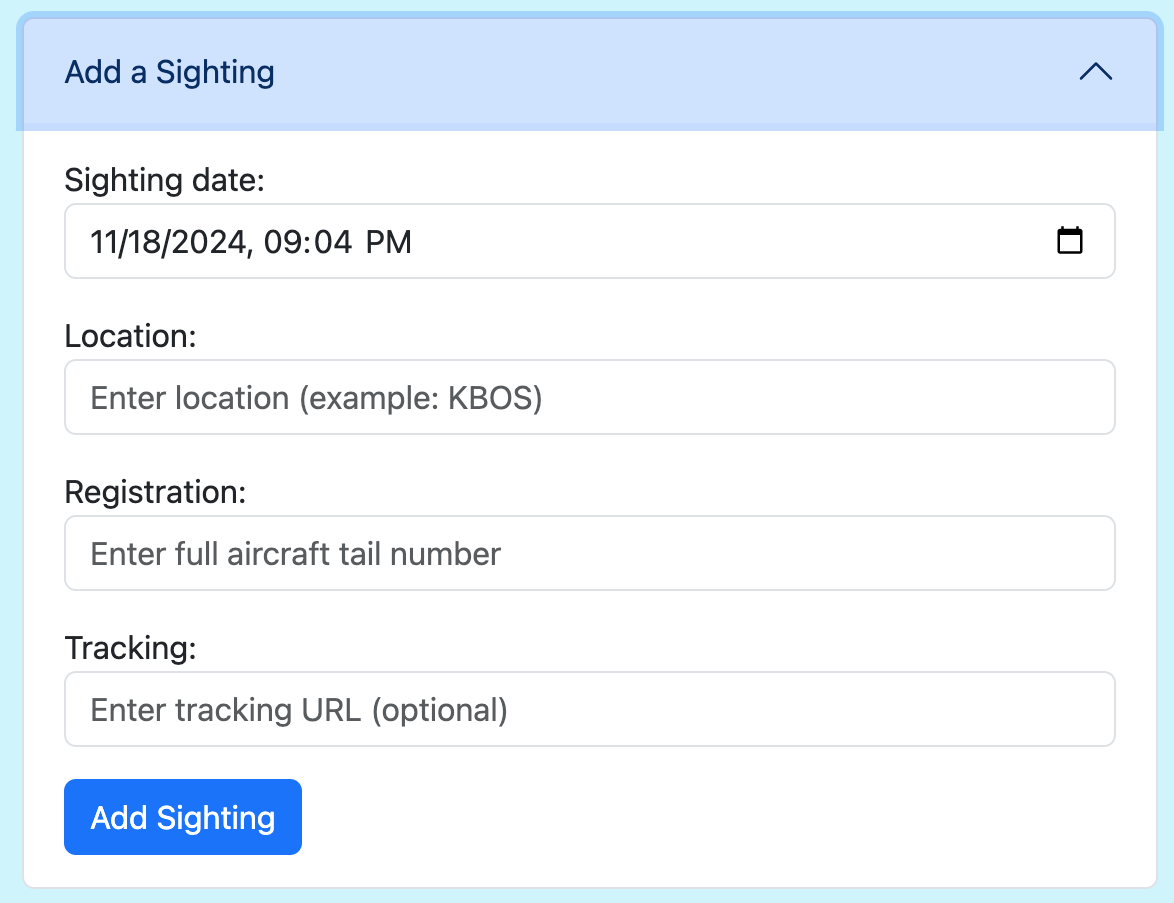 Add a Sighting
Sighting date:
11/18/2024, 09:04 PM
Location:
Enter location (example: KBOS)
Registration:
Enter full aircraft tail number
Tracking:
Enter tracking URL (optional)
Add Sighting